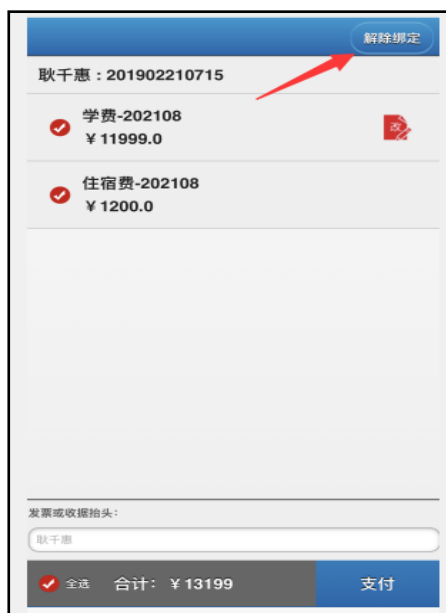 解除绑定
耿千惠：201902210715
学费-202108
￥11999.0
改
住宿费-202108
￥1200.0
发票或收据抬头：
耿千惠
全选 合计：￥13199 支付